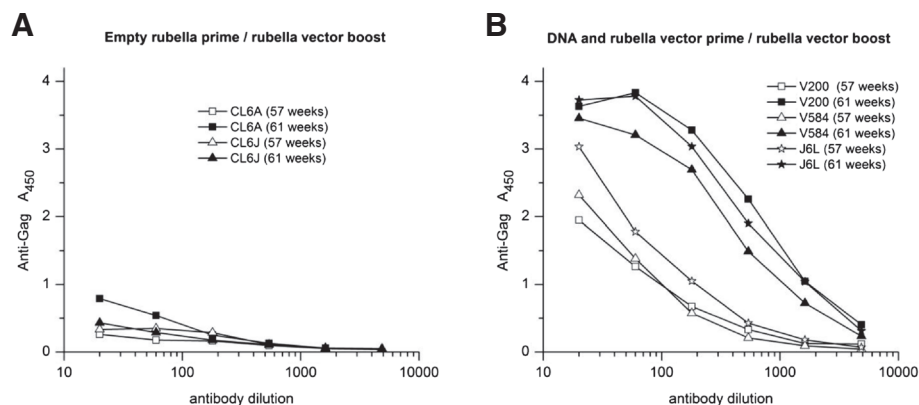 A
Empty rubella prime / rubella vector boost
4
3
2
1
0
Anti-Gag A450
CL6A (57 weeks)
CL6A (61 weeks)
CL6J (57 weeks)
CL6J (61 weeks)
10 100 1000 10000
antibody dilution
B
DNA and rubella vector prime / rubella vector boost
4
3
2
1
0
Anti-Gag A450
V200 (57 weeks)
V200 (61 weeks)
V584 (57 weeks)
V584 (61 weeks)
J6L (57 weeks)
J6L (61 weeks)
10 100 1000 10000
antibody dilution